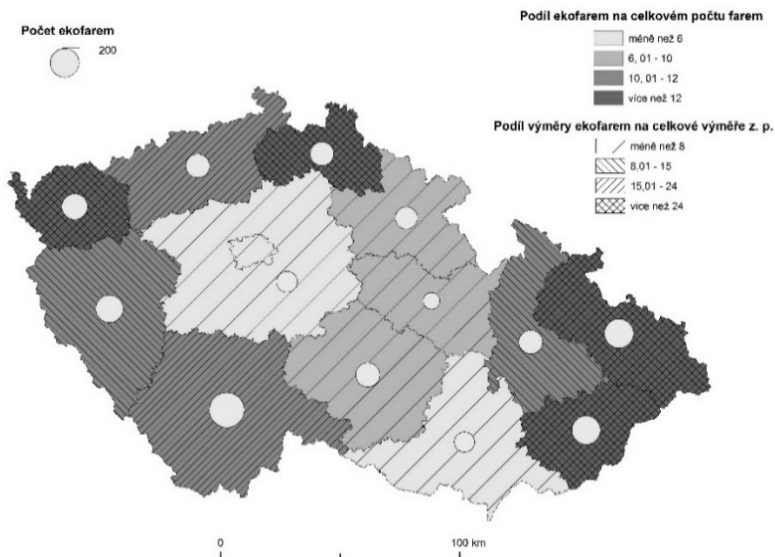 Počet ekofarem
200
Podíl ekofarem na celkovém počtu farem
méně než 6
6, 01 - 10
10, 01 - 12
více než 12
Podíl výměry ekofarem na celkové výměře z. p.
méně než 8
8,01 - 15
15,01 - 24
více než 24
0
100 km